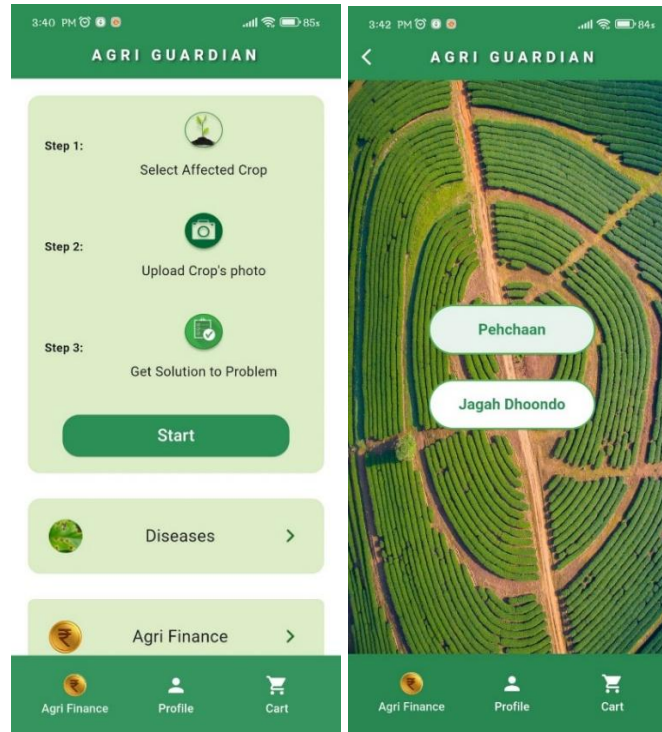 3:40 PM
85%
AGRI GUARDIAN
Step 1:
Select Affected Crop
Step 2:
Upload Crop's photo
Step 3:
Get Solution to Problem
Start
Diseases
Agri Finance
Agri Finance
Profile
Cart
3:42 PM
84%
AGRI GUARDIAN
Pehchaan
Jagah Dhoondo
Agri Finance
Profile
Cart